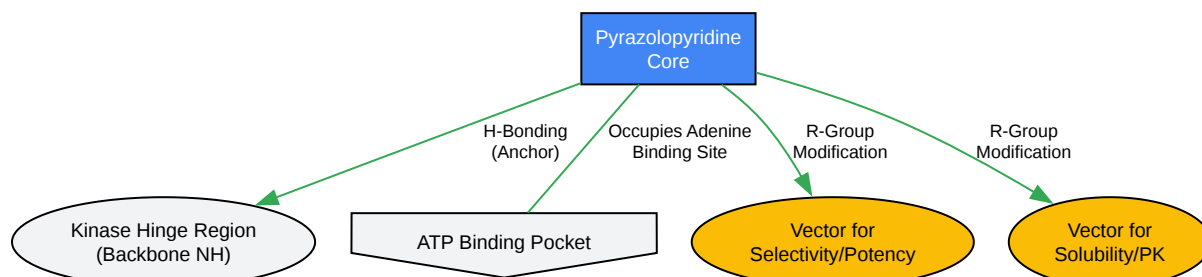 Pyrazolopyridine
Core
H-Bonding
(Anchor)
Occupies Adenine
Binding Site
R-Group
Modification
R-Group
Modification
Kinase Hinge Region
(Backbone NH)
ATP Binding Pocket
Vector for
Selectivity/Potency
Vector for
Solubility/PK